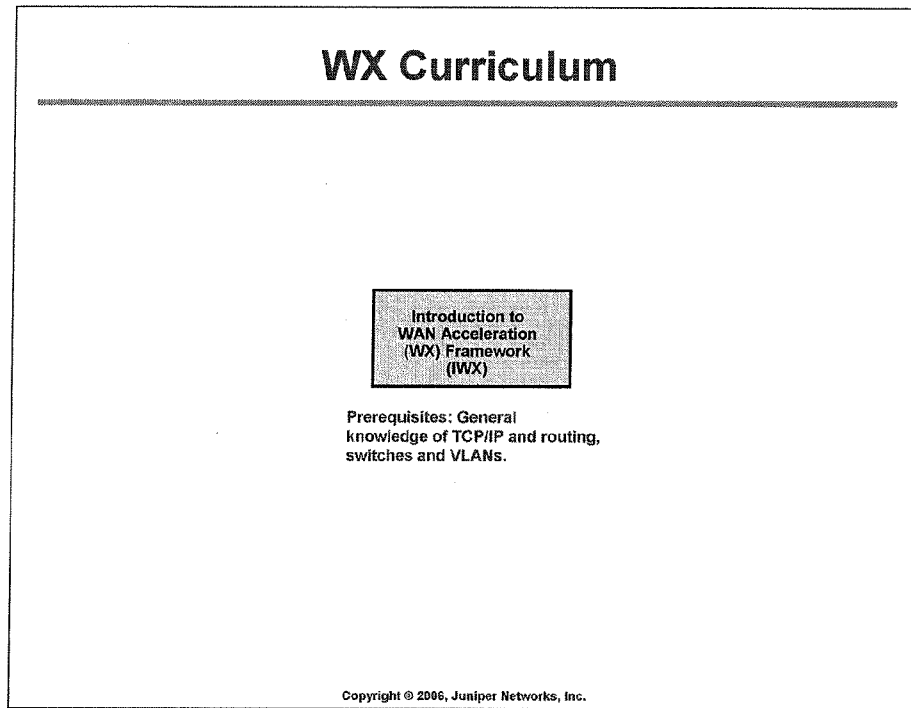 WX Curriculum
Introduction to
WAN Acceleration
(WX) Framework
(IWX)
Prerequisites: General
knowledge of TCP/IP and routing,
switches and VLANs.
Copyright © 2006, Juniper Networks, Inc.